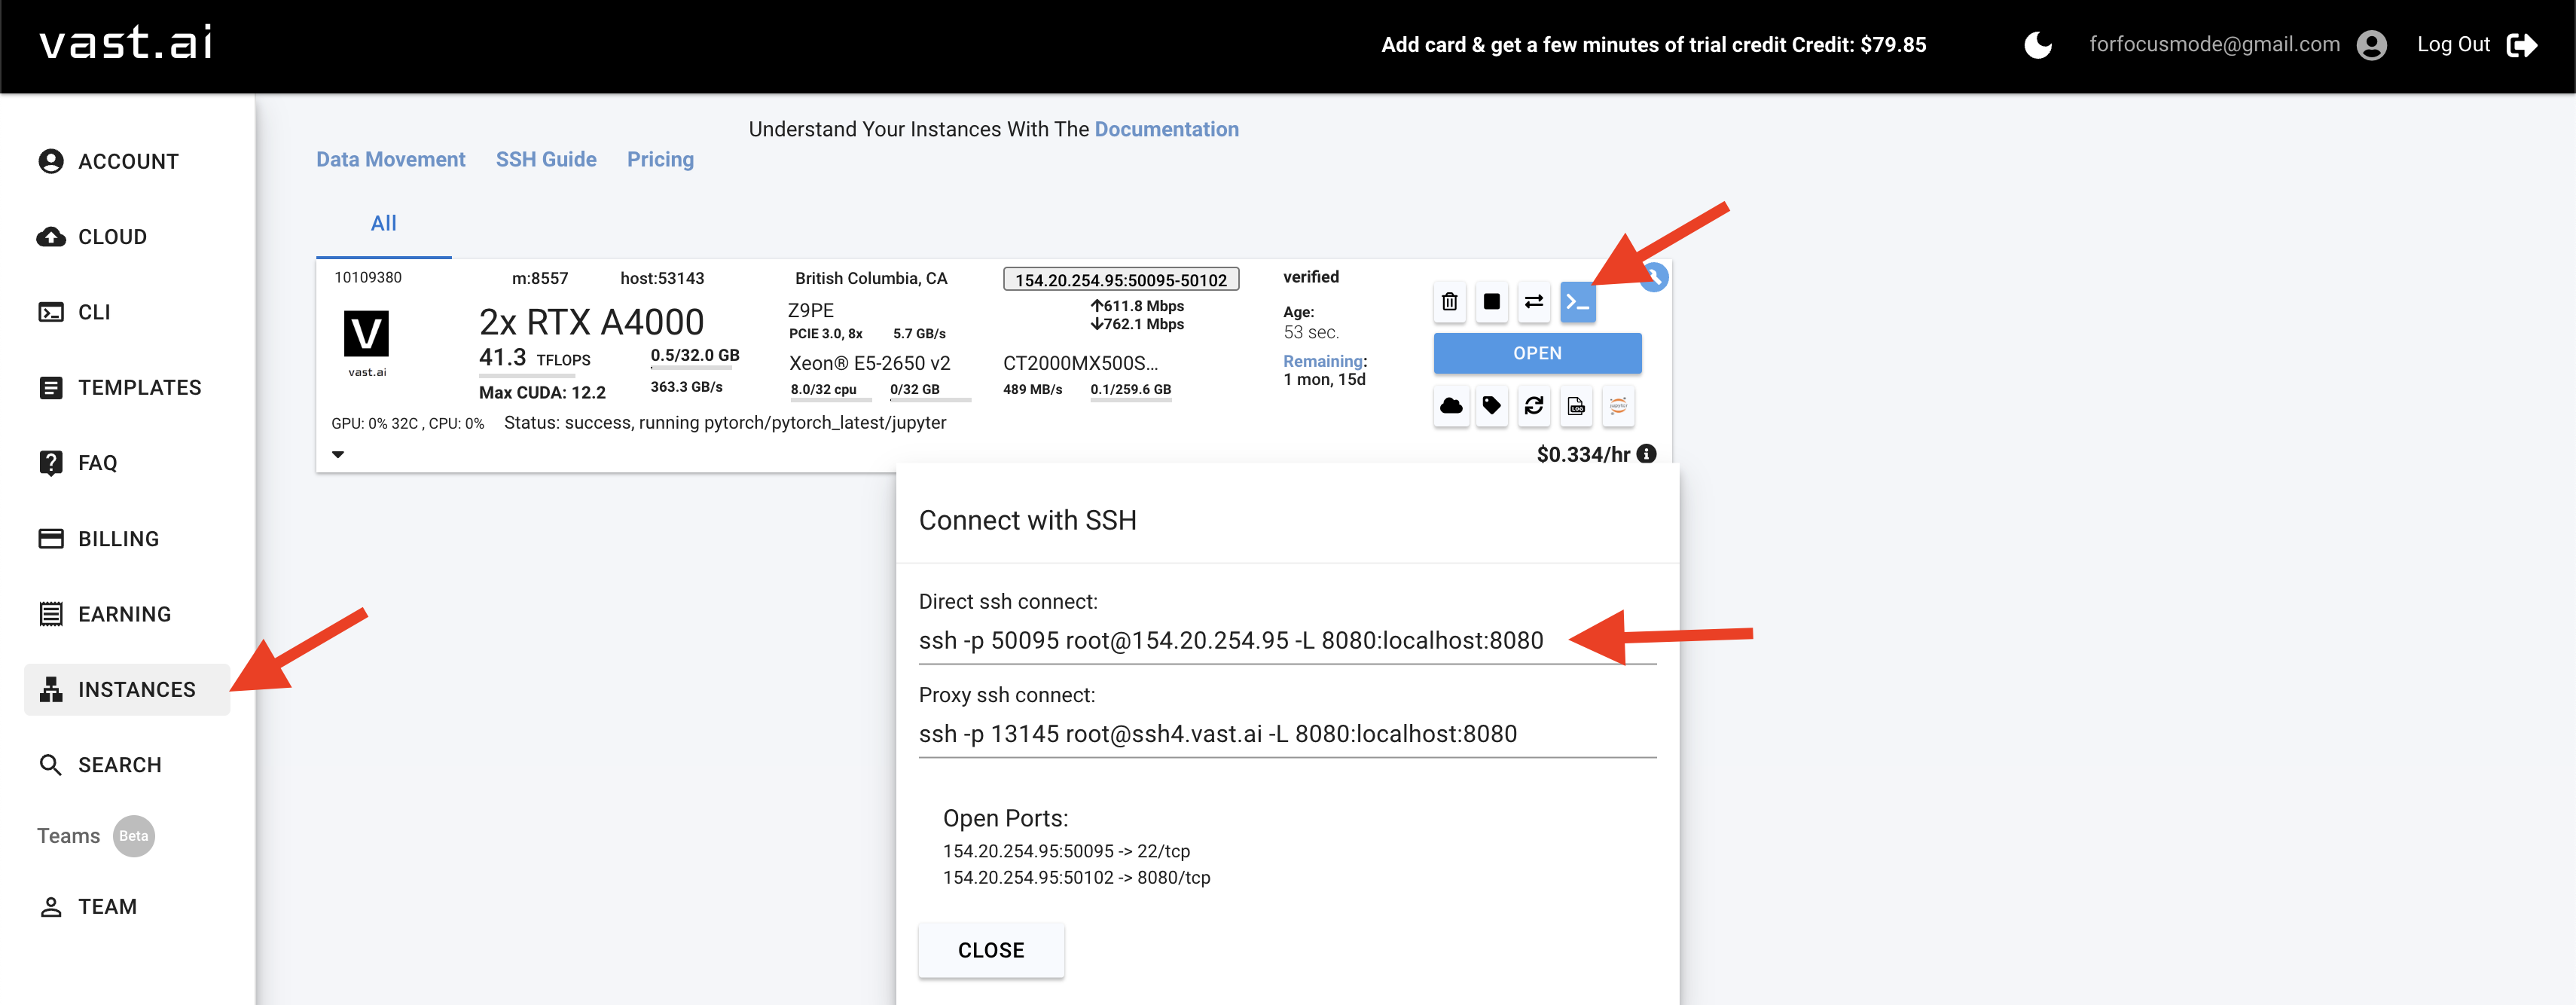 vast.ai
Add card & get a few minutes of trial credit Credit: $79.85
forfocusmode@gmail.com
Log Out
ACCOUNT
CLOUD
CLI
TEMPLATES
FAQ
BILLING
EARNING
INSTANCES
SEARCH
Teams Beta
TEAM
Understand Your Instances With The Documentation
Data Movement SSH Guide Pricing
All
10109380
m:8557 host:53143
British Columbia, CA
154.20.254.95:50095-50102
verified
V
vast.ai
2x RTX A4000
41.3 TFLOPS
0.5/32.0 GB
Max CUDA: 12.2
363.3 GB/s
Z9PE
PCIE 3.0, 8x 5.7 GB/s
Xeon® E5-2650 v2
8.0/32 cpu 0/32 GB
↑611.8 Mbps
↓762.1 Mbps
CT2000MX500S...
489 MB/s 0.1/259.6 GB
Age:
53 sec.
Remaining:
1 mon, 15d
OPEN
LOG
GPU: 0% 32C , CPU: 0% Status: success, running pytorch/pytorch_latest/jupyter
$0.334/hr
Connect with SSH
Direct ssh connect:
ssh -p 50095 root@154.20.254.95 -L 8080:localhost:8080
Proxy ssh connect:
ssh -p 13145 root@ssh4.vast.ai -L 8080:localhost:8080
Open Ports:
154.20.254.95:50095 -> 22/tcp
154.20.254.95:50102 -> 8080/tcp
CLOSE